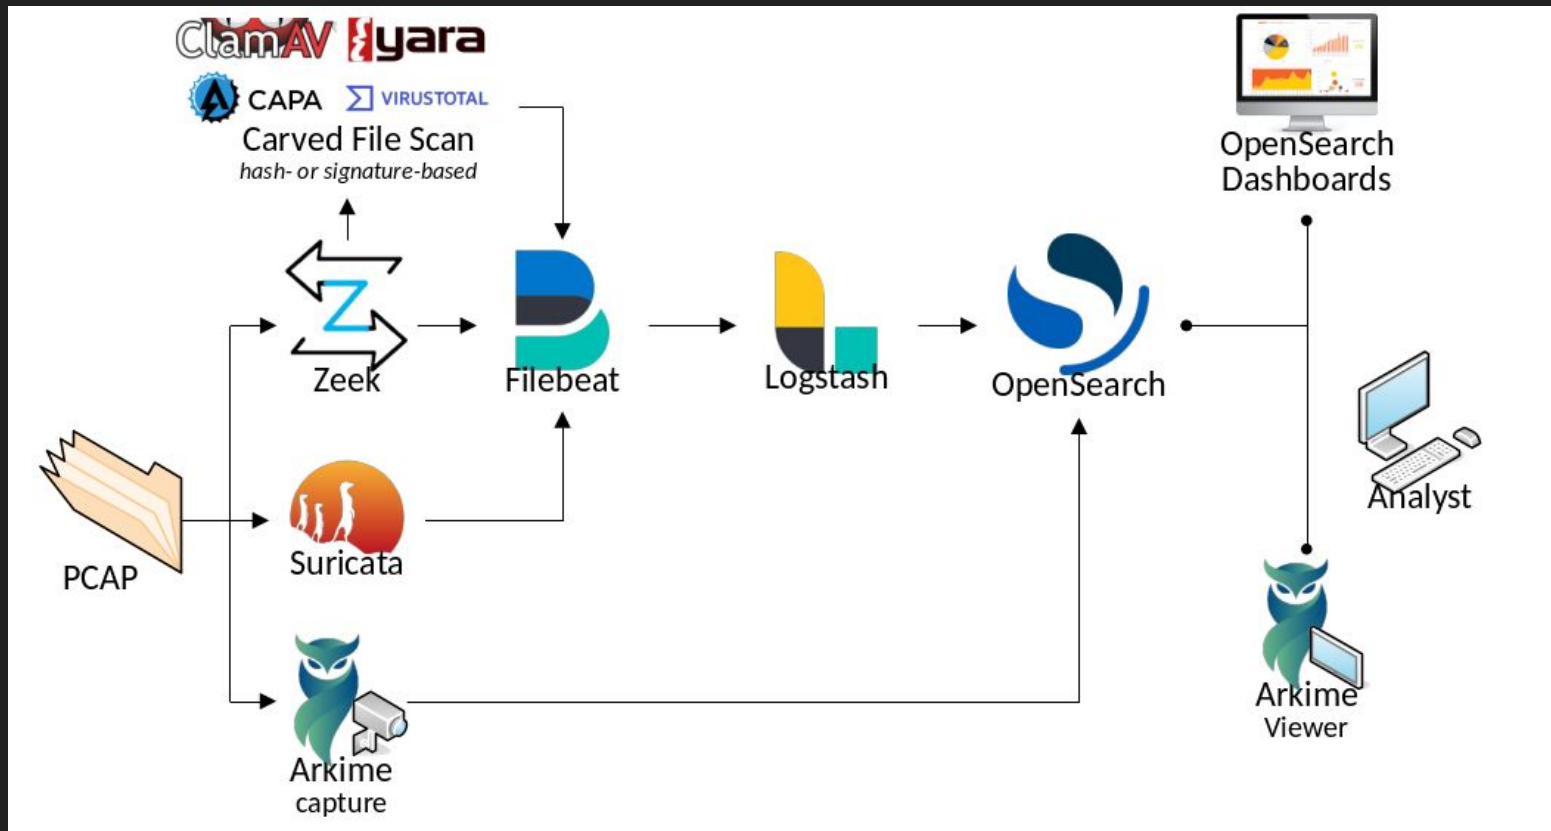 ClamAV yara
CAPA VIRUSTOTAL
Carved File Scan
hash- or signature-based
OpenSearch
Dashboards
Zeek
Filebeat
Logstash
OpenSearch
Analyst
PCAP
Suricata
Arkime
Viewer
Arkime
capture